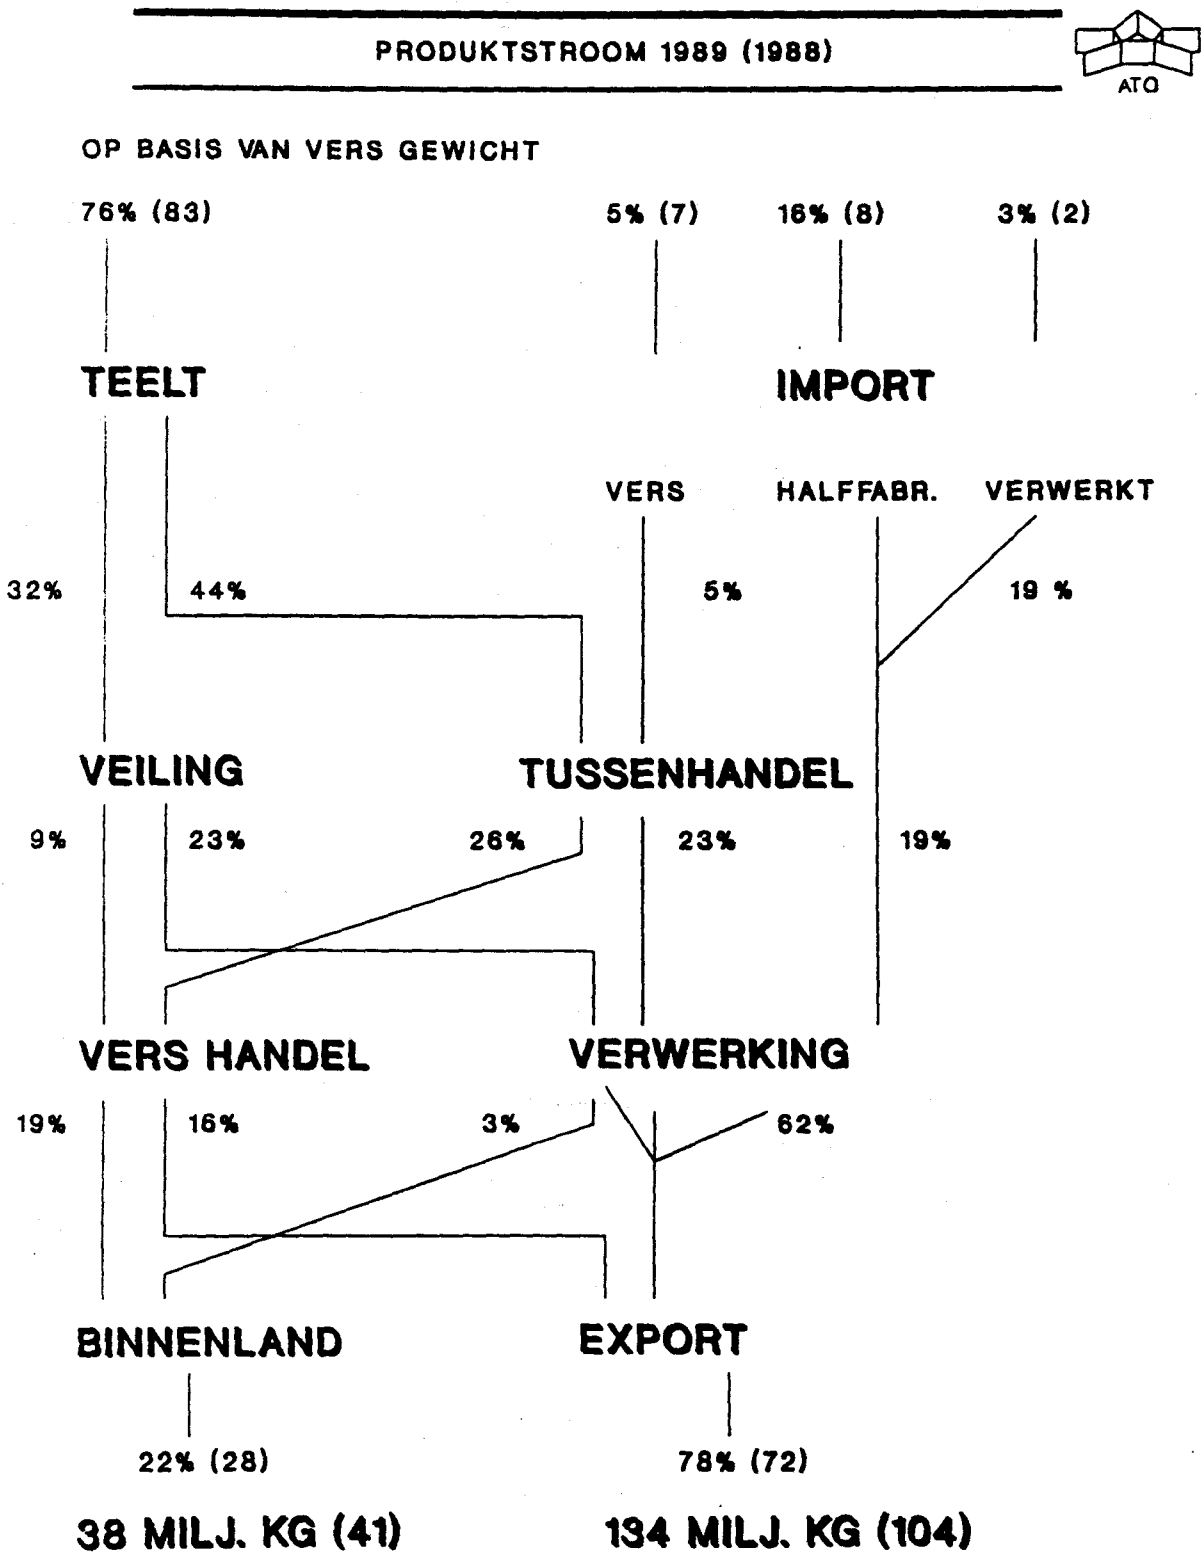 PRODUKTSTROOM 1989 (1988)
ATO
OP BASIS VAN VERS GEWICHT
76% (83) 5% (7) 16% (8) 3% (2)
TEELT IMPORT
VERS HALFFABR. VERWERKT
32% 44% 5% 19 %
VEILING TUSSENHANDEL
9% 23% 26% 23% 19%
VERS HANDEL VERWERKING
19% 16% 3% 62%
BINNENLAND EXPORT
22% (28) 78% (72)
38 MILJ. KG (41) 134 MILJ. KG (104)